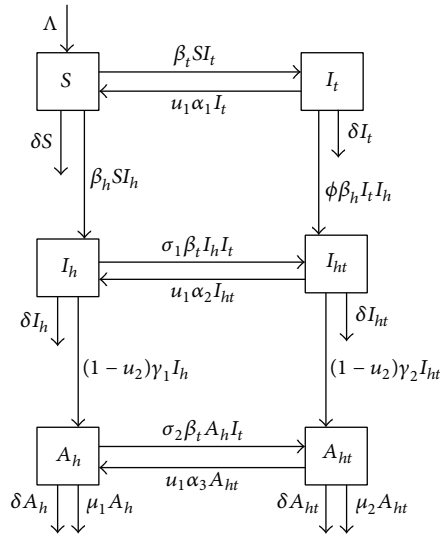 Λ
β_t S I_t
S
I_t
u_1 α_1 I_t
δS
δI_t
β_h S I_h
ϕβ_h I_t I_h
σ_1 β_t I_h I_t
I_h
I_ht
u_1 α_2 I_ht
δI_h
δI_ht
(1 − u_2)γ_1 I_h
(1 − u_2)γ_2 I_ht
σ_2 β_t A_h I_t
A_h
A_ht
u_1 α_3 A_ht
δA_h
μ_1 A_h
δA_ht
μ_2 A_ht